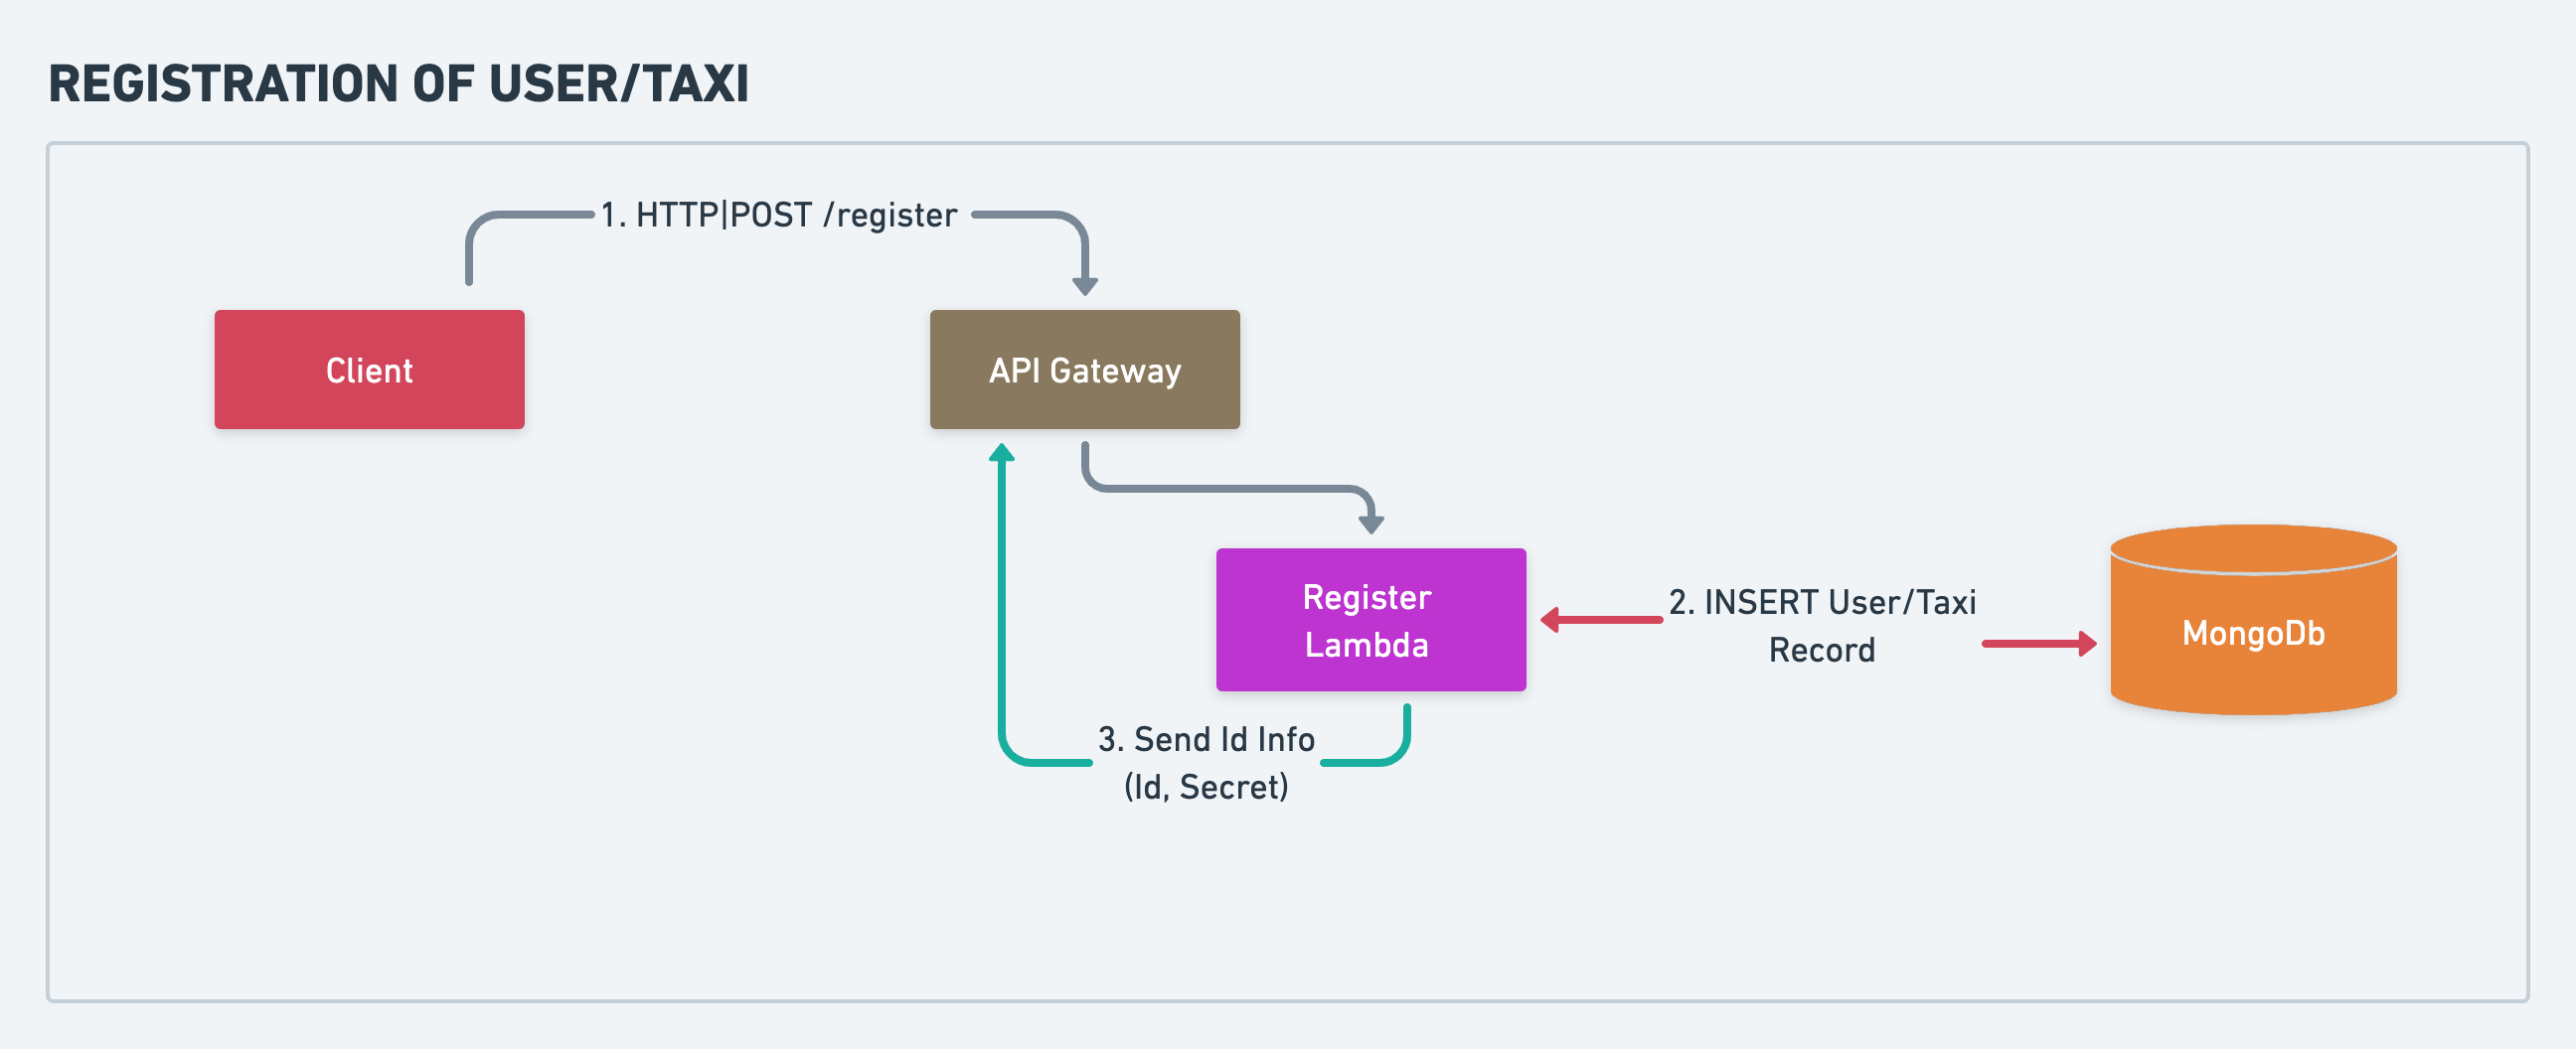 REGISTRATION OF USER/TAXI
1. HTTP|POST /register
Client
API Gateway
Register
Lambda
2. INSERT User/Taxi
Record
MongoDb
3. Send Id Info
(Id, Secret)